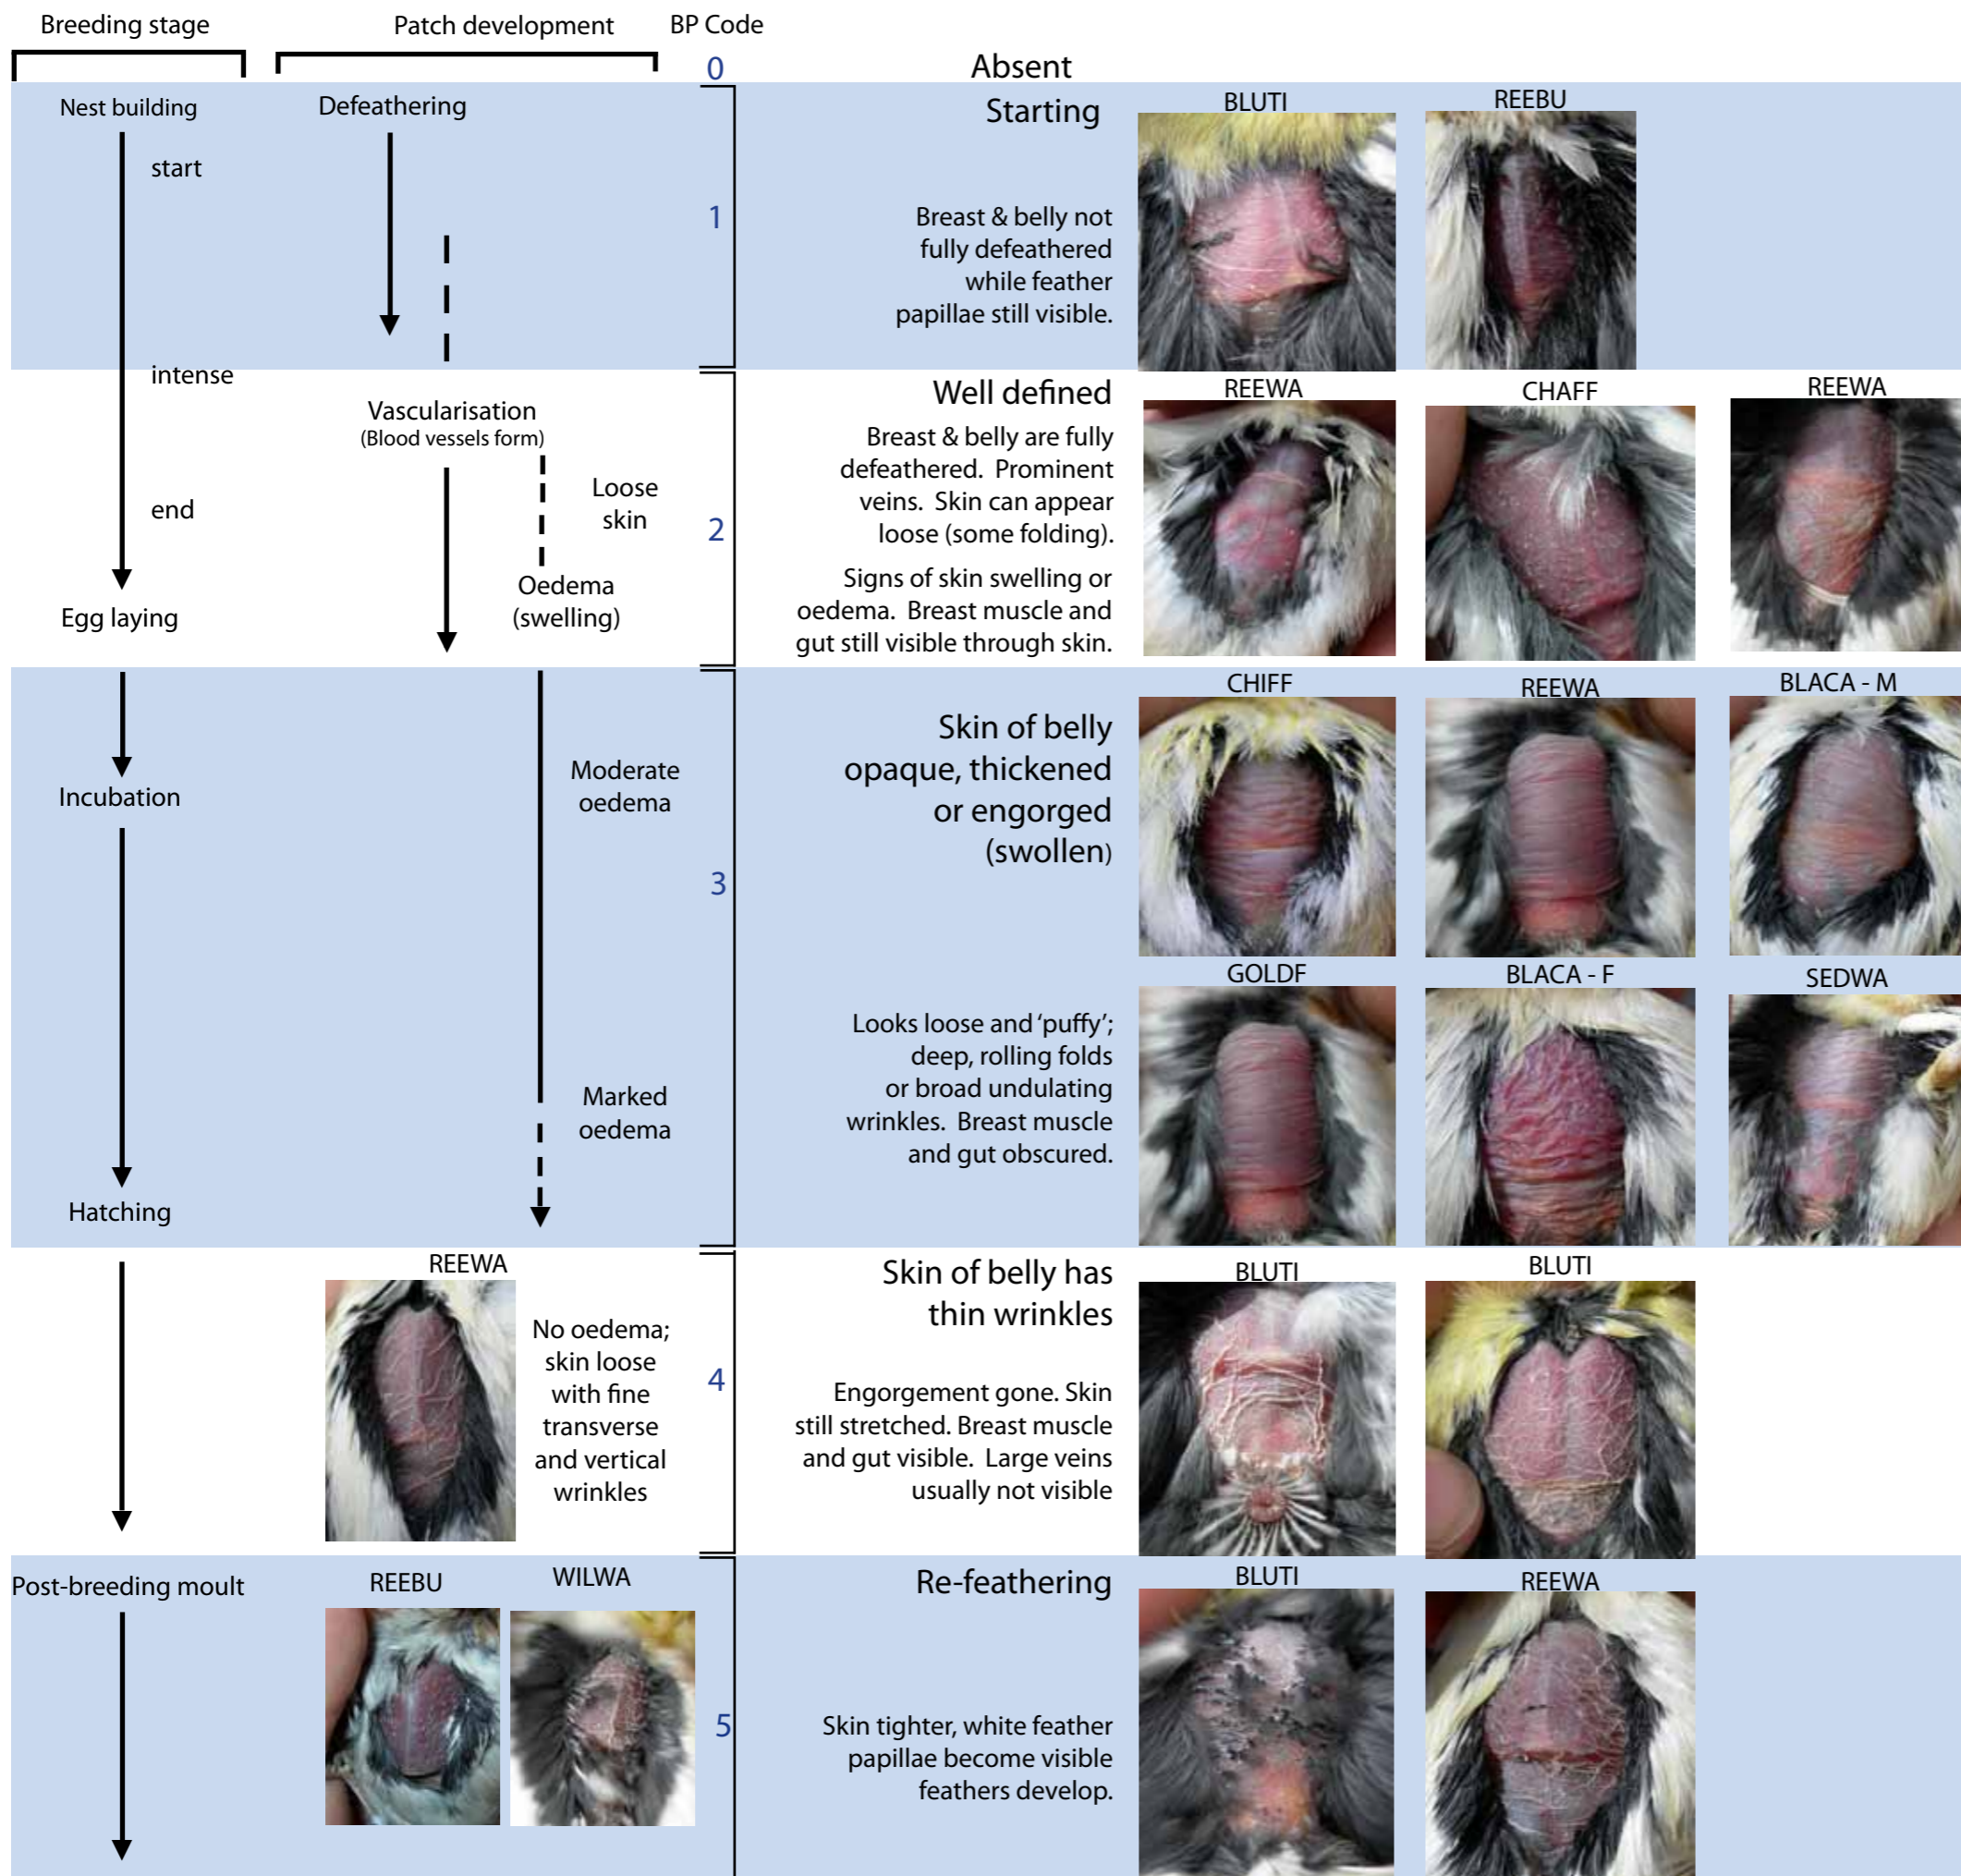 Breeding stage
Patch development
BP Code
0
Absent
Nest building
start
Defeathering
1
Starting
Breast & belly not
fully defeathered
while feather
papillae still visible.
BLUTI
REEBU
intense
end
Egg laying
Vascularisation
(Blood vessels form)
Loose
skin
Oedema
(swelling)
2
Well defined
Breast & belly are fully
defeathered. Prominent
veins. Skin can appear
loose (some folding).
Signs of skin swelling or
oedema. Breast muscle and
gut still visible through skin.
REEWA
CHAFF
REEWA
Incubation
Hatching
Moderate
oedema
Marked
oedema
3
Skin of belly
opaque, thickened
or engorged
(swollen)
Looks loose and ‘puffy’;
deep, rolling folds
or broad undulating
wrinkles. Breast muscle
and gut obscured.
CHIFF
REEWA
BLACA - M
GOLDF
BLACA - F
SEDWA
REEWA
No oedema;
skin loose
with fine
transverse
and vertical
wrinkles
4
Skin of belly has
thin wrinkles
Engorgement gone. Skin
still stretched. Breast muscle
and gut visible. Large veins
usually not visible
BLUTI
BLUTI
Post-breeding moult
REEBU
WILWA
5
Re-feathering
Skin tighter, white feather
papillae become visible
feathers develop.
BLUTI
REEWA